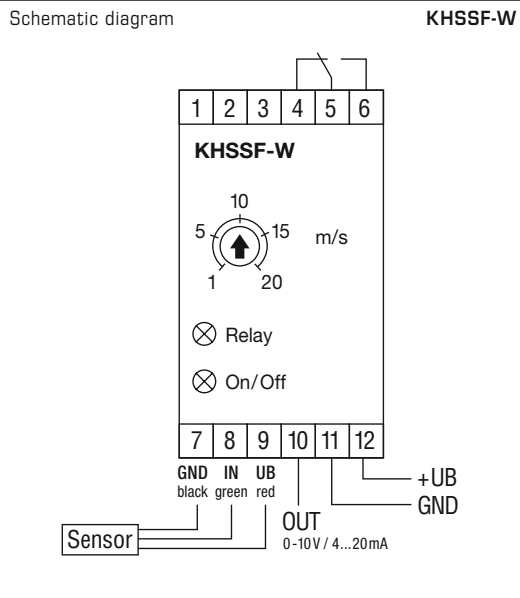 Schematic diagram
KHSSF-W
1 2 3 4 5 6
KHSSF-W
10
5 15 m/s
1 20
Relay
On/Off
7 8 9 10 11 12
GND IN UB
black green red
+UB
GND
OUT
0-10V / 4...20mA
Sensor